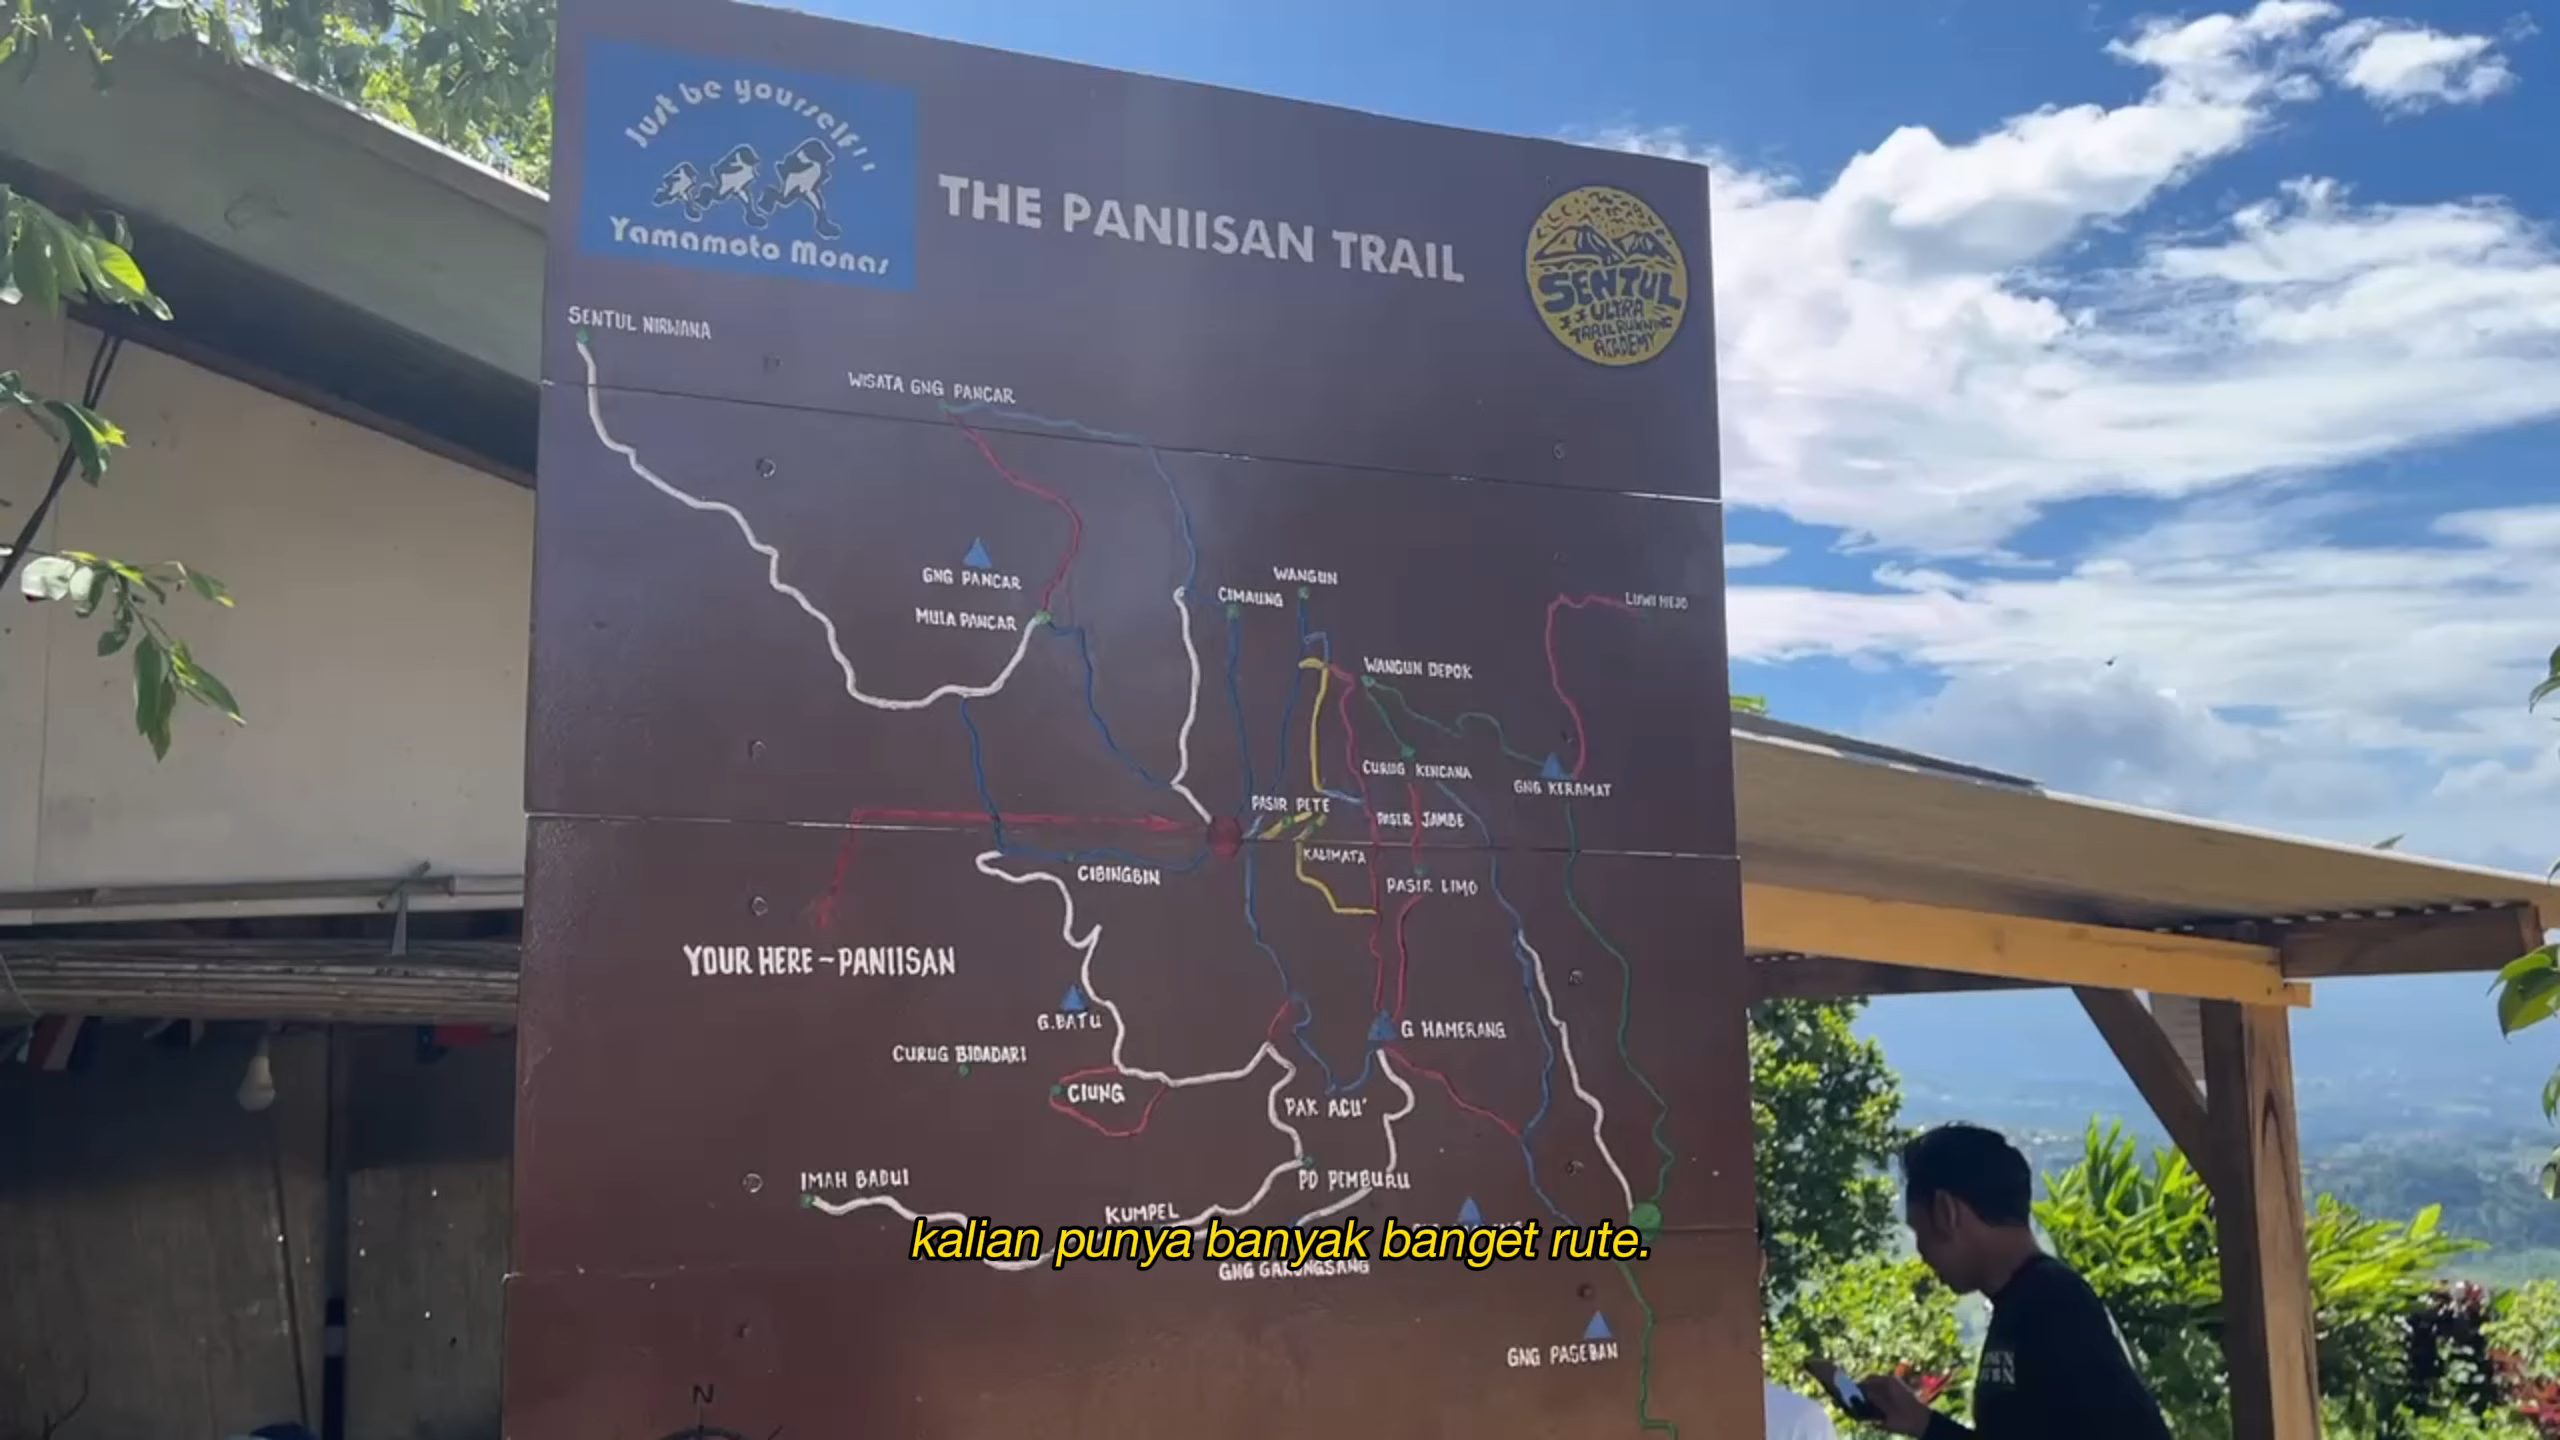 Just be yourself!!
Yamamoto Monas
THE PANIISAN TRAIL
SENTUL
ULTRA
TRAIL RUNNING
ACADEMY
SENTUL NIRWANA
WISATA GNG PANCAR
GNG PANCAR
MULA PANCAR
CIMAUNG
WANGUN
LUWI HEJO
WANGUN DEPOK
CURUG KENCANA
GNG KERAMAT
PASIR PETE
PASIR JAMBE
KALIMATA
CIBINGBIN
PASIR LIMO
YOUR HERE - PANIISAN
G.BATU
G HAMERANG
CURUG BIDADARI
CIUNG
PAK ACU'
IMAH BADUI
PD PEMBURU
KUMPEL
kalian punya banyak banget rute.
GNG GARUNGSANG
GNG PASEBAN
N